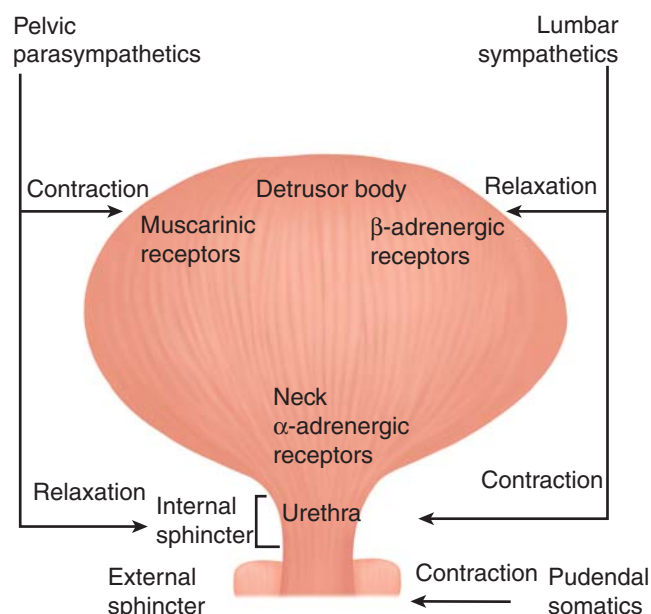 Pelvic
parasympathetics
Lumbar
sympathetics
Contraction
Detrusor body
Relaxation
Muscarinic
receptors
β-adrenergic
receptors
Neck
α-adrenergic
receptors
Relaxation
Internal
sphincter
Urethra
Contraction
External
sphincter
Contraction
Pudendal
somatics